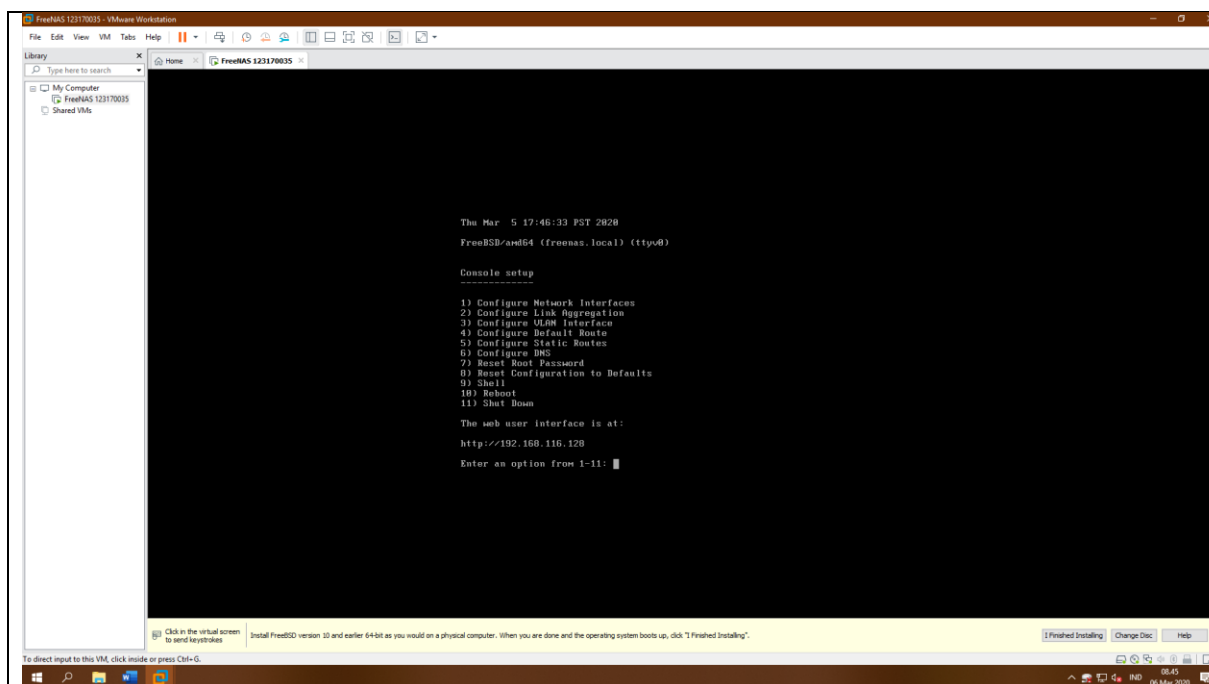 FreeNAS 123170035 - VMware Workstation
File Edit View VM Tabs Help
Library
Home
FreeNAS 123170035
Type here to search
My Computer
FreeNAS 123170035
Shared VMs
Thu Mar 5 17:46:33 PST 2020
FreeBSD/amd64 (freenas.local) (ttyv0)
Console setup
-------------
1) Configure Network Interfaces
2) Configure Link Aggregation
3) Configure VLAN Interface
4) Configure Default Route
5) Configure Static Routes
6) Configure DNS
7) Reset Root Password
8) Reset Configuration to Defaults
9) Shell
10) Reboot
11) Shut Down
The web user interface is at:
http://192.168.116.128
Enter an option from 1-11:
Click in the virtual screen
to send keystrokes
Install FreeBSD version 10 and earlier 64-bit as you would on a physical computer. When you are done and the operating system boots up, click "I Finished Installing".
I Finished Installing
Change Disc
Help
To direct input to this VM, click inside or press Ctrl+G.
IND
08.45
06 Mar 2020